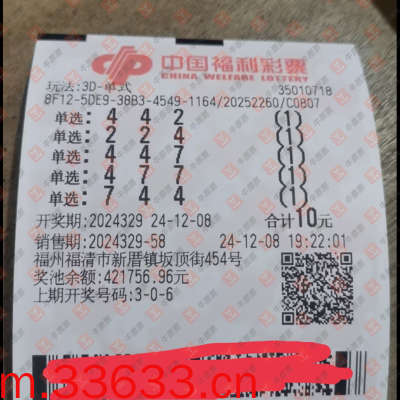 中国福利彩票
CHINA WELFARE LOTTERY
玩法:3D-单式 35010718
8F12-5DE9-38B3-4549-1164/20252260/C0807
单选: 4 4 2 (1)
单选: 2 2 4 (1)
单选: 4 4 7 (1)
单选: 4 7 7 (1)
单选: 7 4 4 (1)
开奖期:2024329 24-12-08 合计10元
销售期:2024329-58 24-12-08 19:22:01
福州福清市新厝镇坂顶街454号
奖池余额:421756.96元
上期开奖号码:3-0-6
m.33633.cn